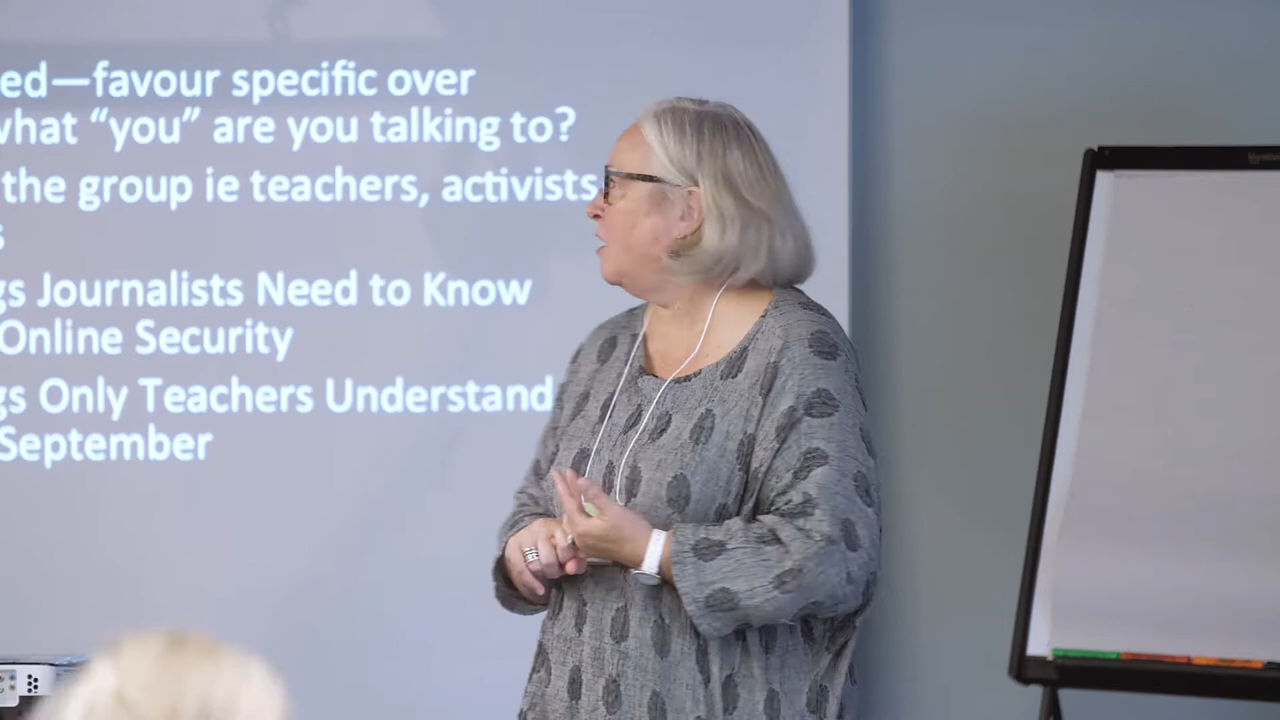 ed—favour specific over
what “you” are you talking to?
the group ie teachers, activists
s
gs Journalists Need to Know
Online Security
gs Only Teachers Understand
September